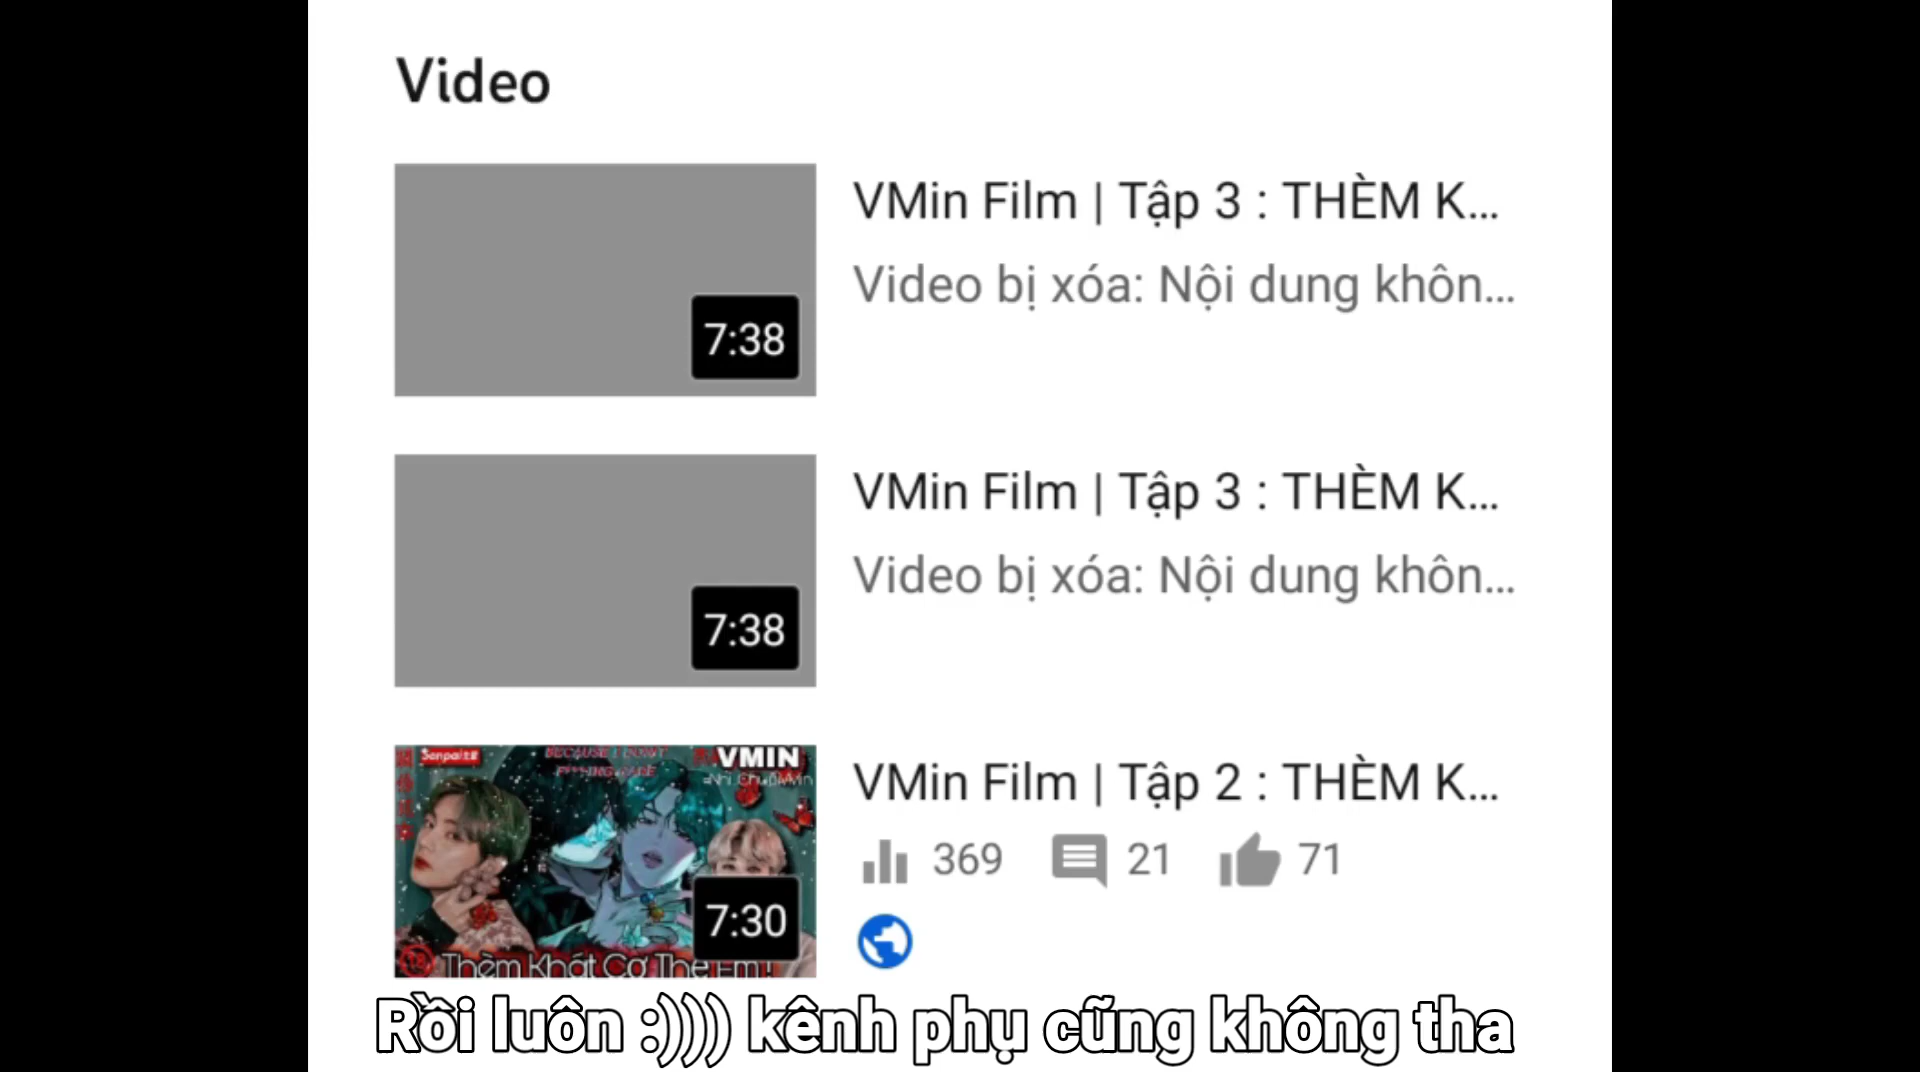 Video
VMin Film | Tập 3 : THÈM K...
Video bị xóa: Nội dung khôn...
7:38
VMin Film | Tập 3 : THÈM K...
Video bị xóa: Nội dung khôn...
7:38
BECAUSE I DON'T
VMIN
VMin Film | Tập 2 : THÈM K...
369 21 71
7:30
Thèm Khát Cơ Thể Em !
Rồi luôn :)))) kênh phụ cũng không tha